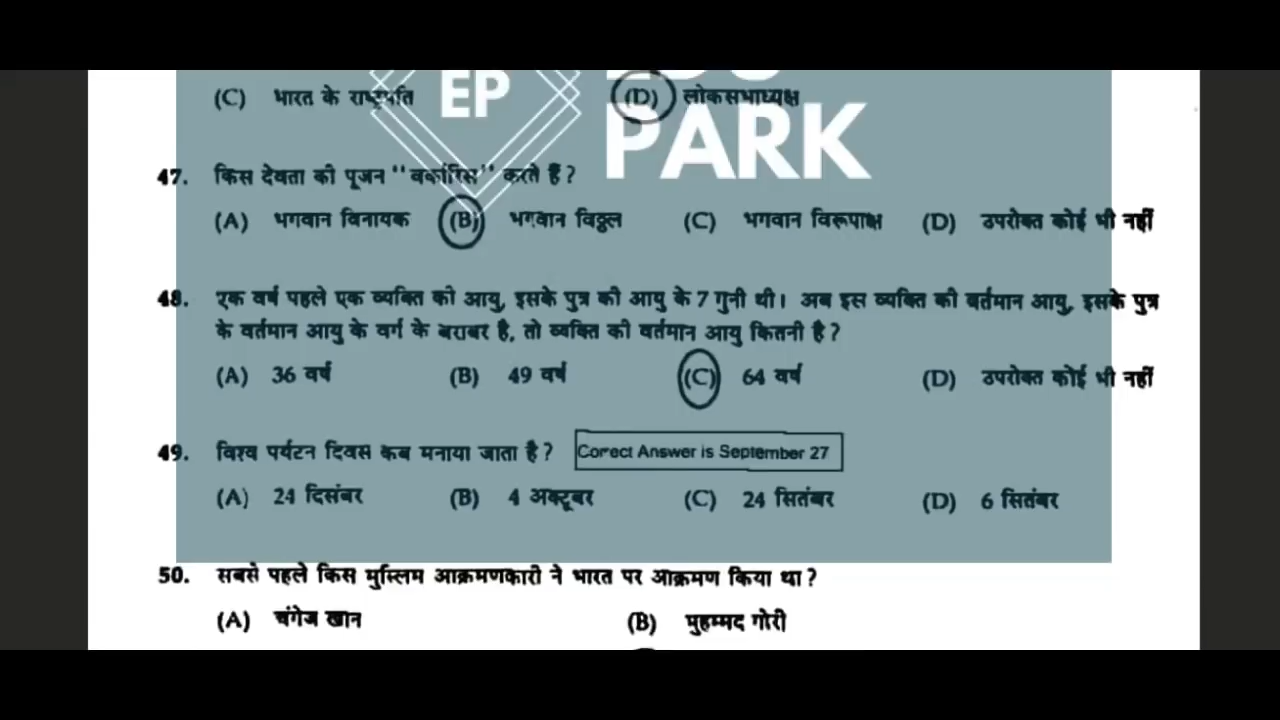 EDU
EP
PARK
(C) भारत के राष्ट्रपति (D) लोकसभाध्यक्ष
47. किस देवता की पूजन "वर्कारिस" करते हैं ?
(A) भगवान विनायक (B) भगवान विठ्ठल (C) भगवान विरूपाक्ष (D) उपरोक्त कोई भी नहीं
48. एक वर्ष पहले एक व्यक्ति की आयु, इसके पुत्र की आयु के 7 गुनी थी। अब इस व्यक्ति की वर्तमान आयु, इसके पुत्र
के वर्तमान आयु के वर्ग के बराबर है, तो व्यक्ति की वर्तमान आयु कितनी है ?
(A) 36 वर्ष (B) 49 वर्ष (C) 64 वर्ष (D) उपरोक्त कोई भी नहीं
49. विश्व पर्यटन दिवस कब मनाया जाता है ? Correct Answer is September 27
(A) 24 दिसंबर (B) 4 अक्टूबर (C) 24 सितंबर (D) 6 सितंबर
50. सबसे पहले किस मुस्लिम आक्रमणकारी ने भारत पर आक्रमण किया था ?
(A) चंगेज खान (B) मुहम्मद गोरी